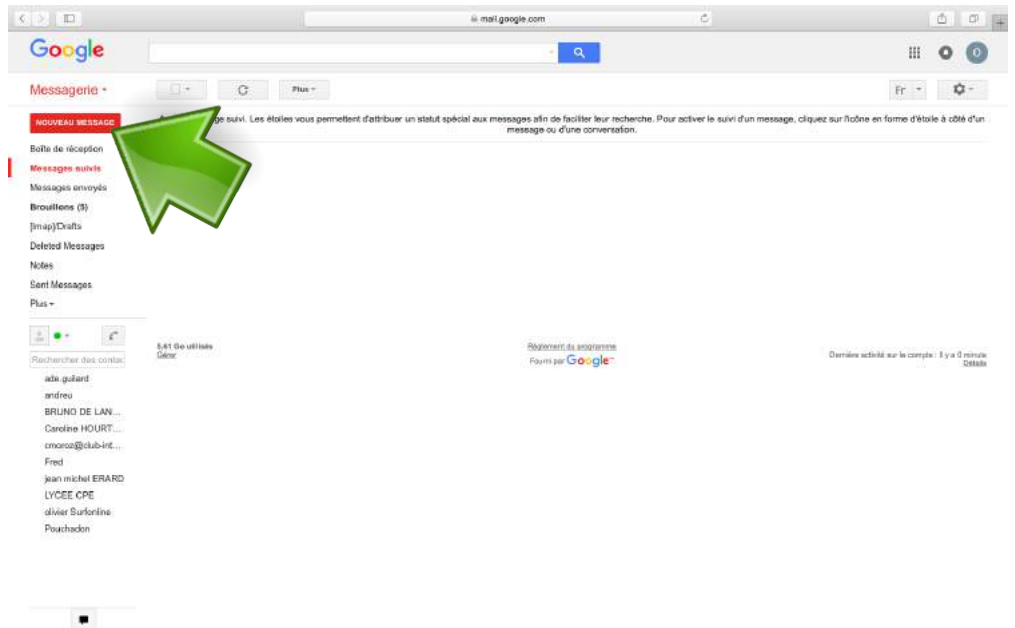 mail.google.com
Google
Messagerie
Plus
Fr
NOUVEAU MESSAGE
ge suivi. Les étoiles vous permettent d'attribuer un statut spécial aux messages afin de faciliter leur recherche. Pour activer le suivi d'un message, cliquez sur l'icône en forme d'étoile à côté d'un
message ou d'une conversation.
Boîte de réception
Messages suivis
Messages envoyés
Brouillons (5)
[Imap]/Drafts
Deleted Messages
Notes
Sent Messages
Plus
Rechercher des contac
5,61 Go utilisés
Gérer
Règlement du programme
Fourni par Google™
Dernière activité sur le compte : Il y a 0 minute
Détails
ade.guilard
andreu
BRUNO DE LAN...
Caroline HOURT...
cmoroz@club-int...
Fred
jean michel ERARD
LYCEE CPE
olivier Surfonline
Pouchadon